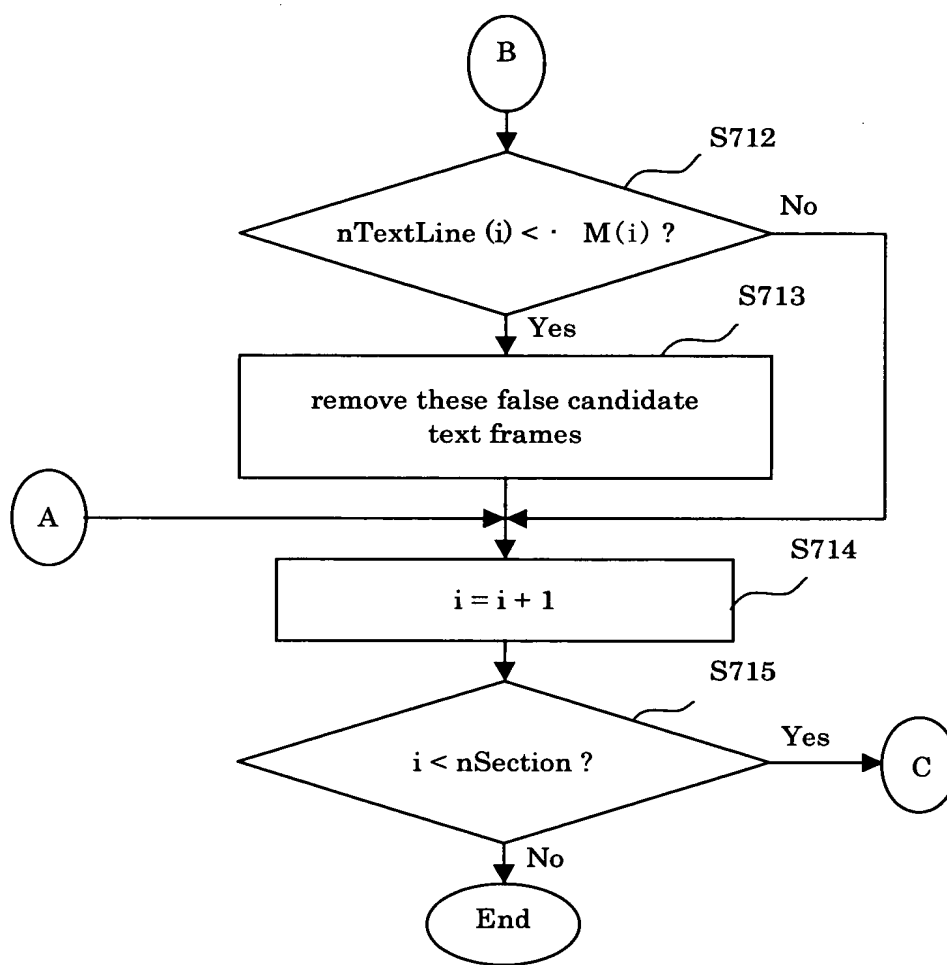 B
S712
nTextLine (i) < · M(i) ?
No
S713
Yes
remove these false candidate
text frames
A
S714
i = i + 1
S715
i < nSection ?
Yes
C
No
End